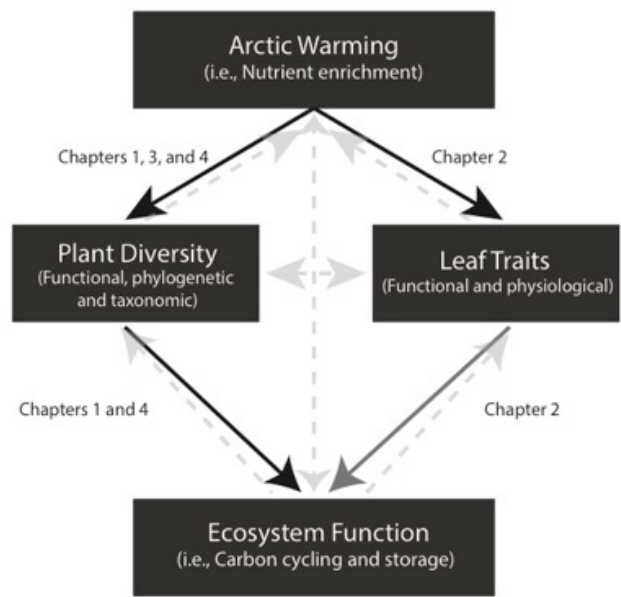 Arctic Warming
(i.e., Nutrient enrichment)
Chapters 1, 3, and 4
Chapter 2
Plant Diversity
(Functional, phylogenetic
and taxonomic)
Leaf Traits
(Functional and physiological)
Chapters 1 and 4
Chapter 2
Ecosystem Function
(i.e., Carbon cycling and storage)